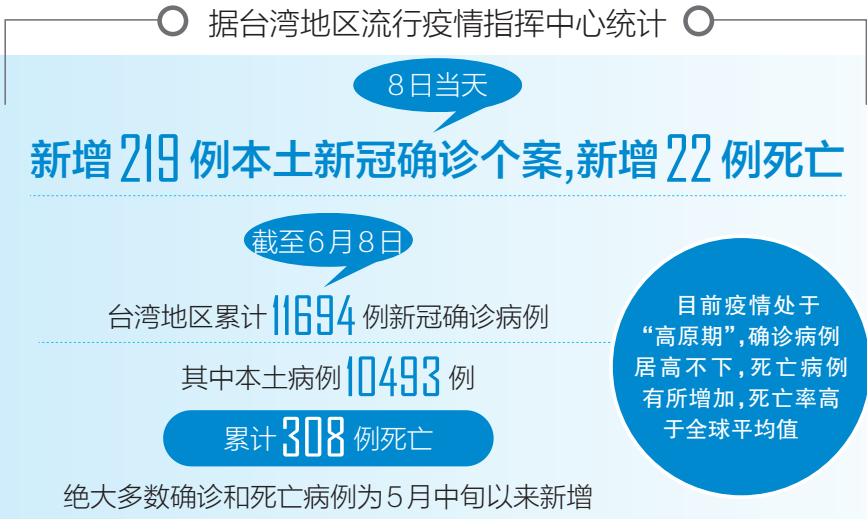 据台湾地区流行疫情指挥中心统计
8日当天
新增219例本土新冠确诊个案,新增22例死亡
截至6月8日
台湾地区累计11694例新冠确诊病例
其中本土病例10493例
累计308例死亡
绝大多数确诊和死亡病例为5月中旬以来新增
目前疫情处于
“高原期”,确诊病例
居高不下,死亡病例
有所增加,死亡率高
于全球平均值